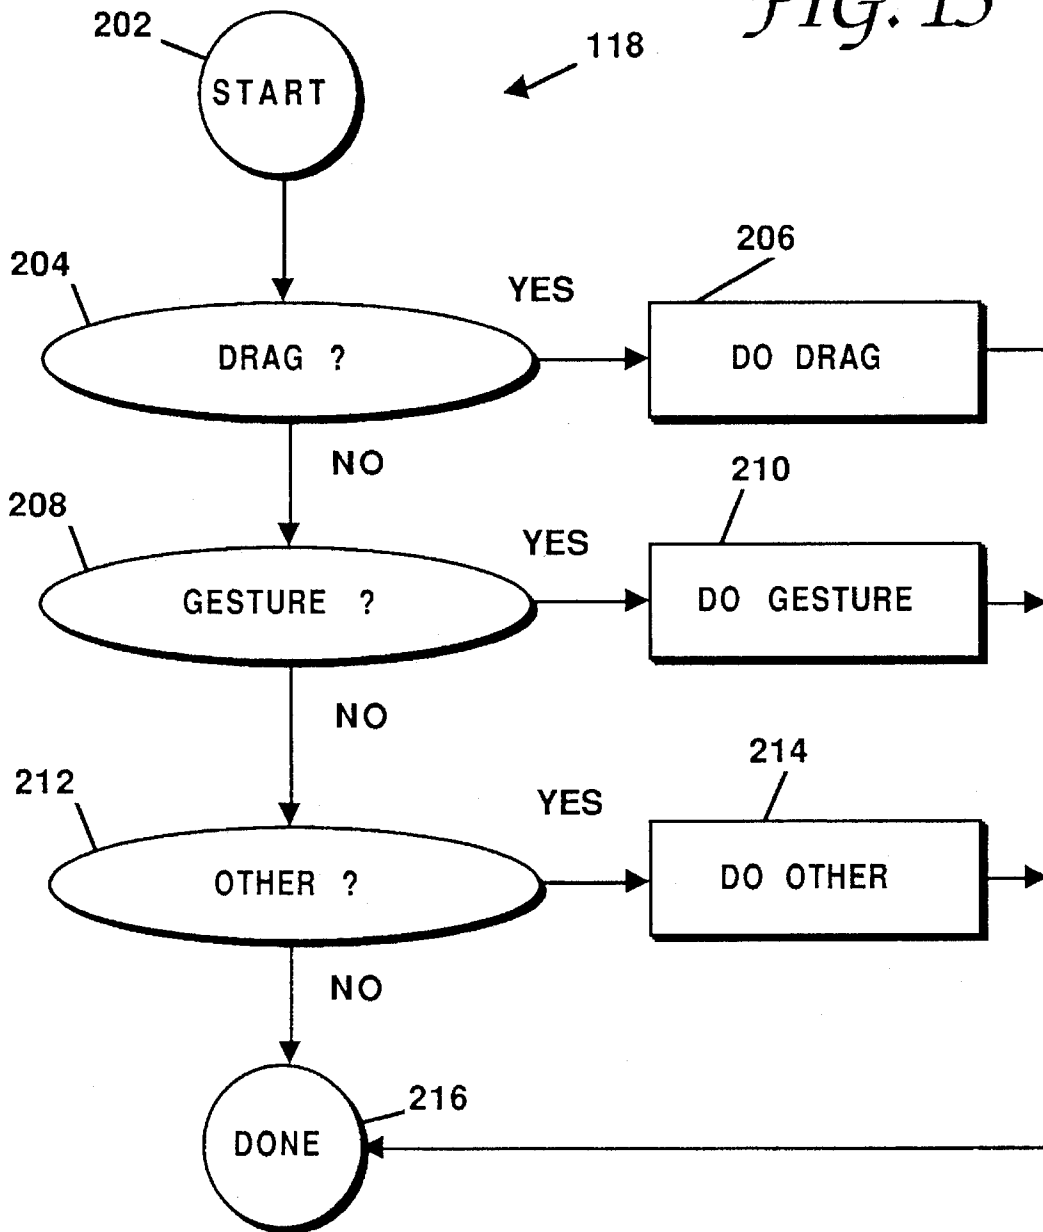 FIG. 13
202
START
118
204
DRAG ?
YES
206
DO DRAG
NO
208
GESTURE ?
YES
210
DO GESTURE
NO
212
OTHER ?
YES
214
DO OTHER
NO
216
DONE